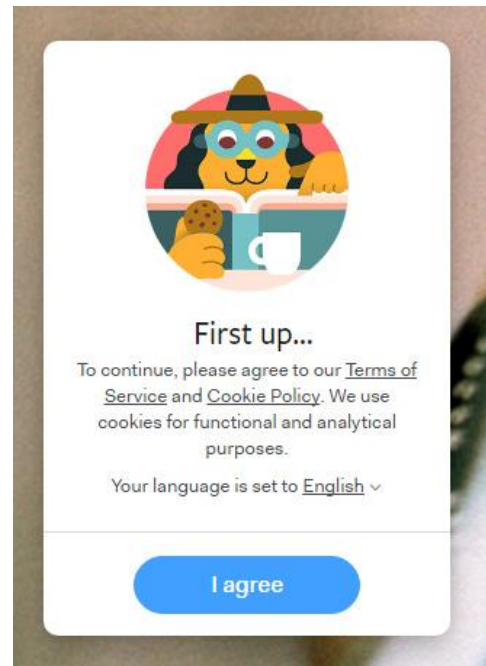 First up...
To continue, please agree to our Terms of
Service and Cookie Policy. We use
cookies for functional and analytical
purposes.
Your language is set to English
I agree